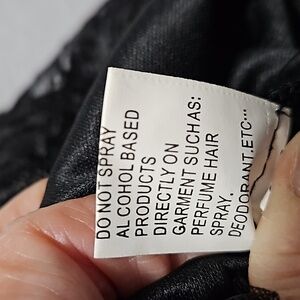 DO NOT SPRAY
ALCOHOL BASED
PRODUCTS
DIRECTLY ON
GARMENT SUCH AS:
PERFUME HAIR
SPRAY.
DEODORANT.ETC...